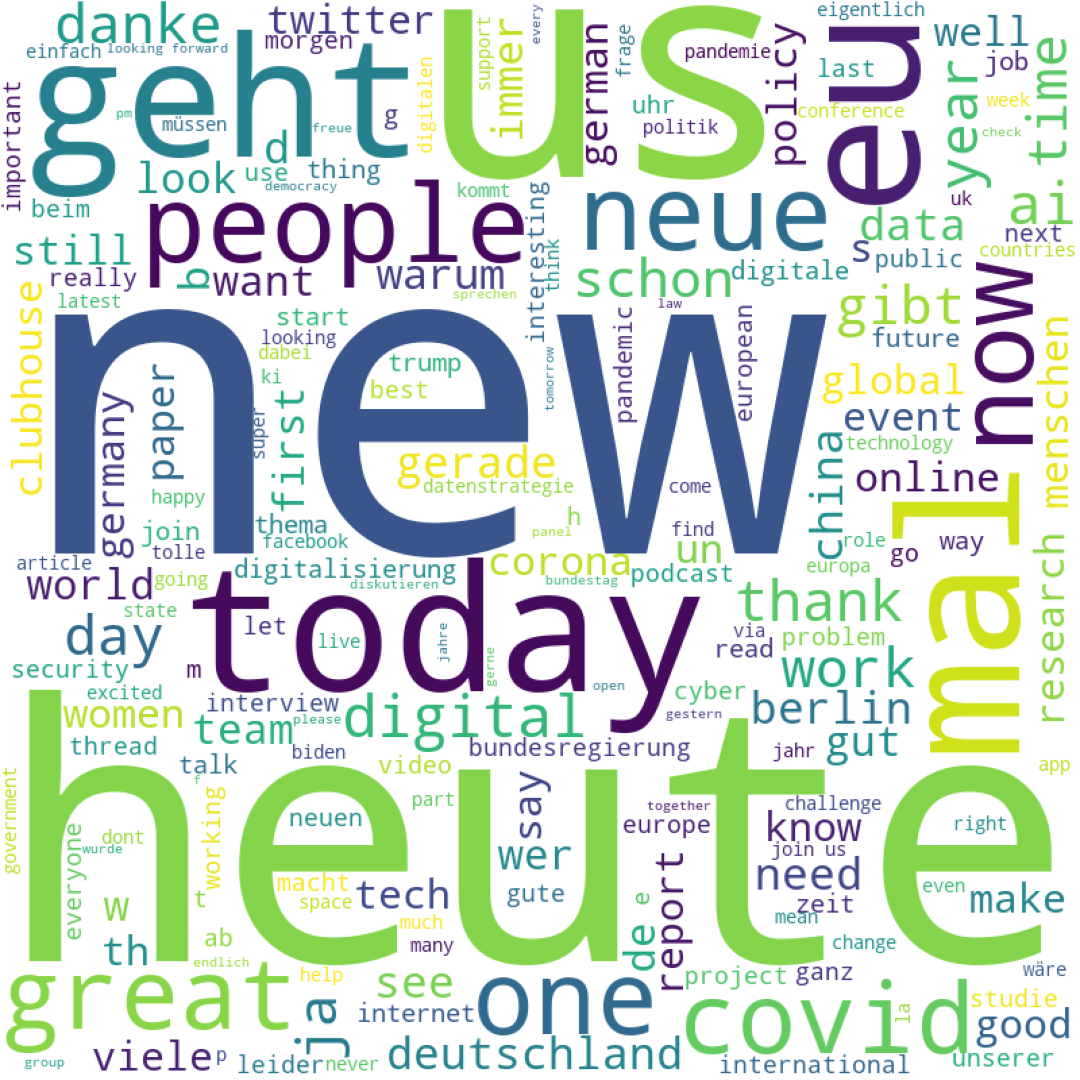 danke
twitter
us
eigentlich
well
einfach
looking forward
morgen
support
every
immer
german
frage
pandemie
policy
eu
last
job
time
geht
important
pm
müssen
freue
g
digitalen
uhr
politik
conference
year
week
check
d
look
use
thing
democracy
beim
people
kommt
interesting
think
neue
uk
ai
data
next
still
b
want
warum
schon
digitale
s
public
countries
really
latest
sprechen
clubhouse
start
looking
dabei
ki
trump
best
law
pandemic
european
tomorrow
gibt
future
now
global
menschen
new
germany
paper
super
first
gerade
datenstrategie
come
event
china
technology
online
mal
happy
join
thema
facebook
h
panel
find
tolle
article
going
digitalisierung
corona
un
podcast
role
go
way
europa
world
state
diskutieren
bundestag
today
thank
research
day
let
live
jahre
gerne
via
read
problem
work
security
m
excited
interview
open
cyber
berlin
gestern
women
team
please
digital
thread
biden
bundesregierung
jahr
gut
app
talk
f
video
heute
government
everyone
dont
wurde
working
neuen
part
say
together
europe
challenge
know
join us
right
wer
report
need
even
make
macht
space
tech
gute
zeit
mean
w
t
much
many
th
ab
endlich
de
e
change
great
help
see
one
project
ganz
covid
la
wäre
studie
good
ja
internet
group
viele
p
leider
never
deutschland
international
unserer